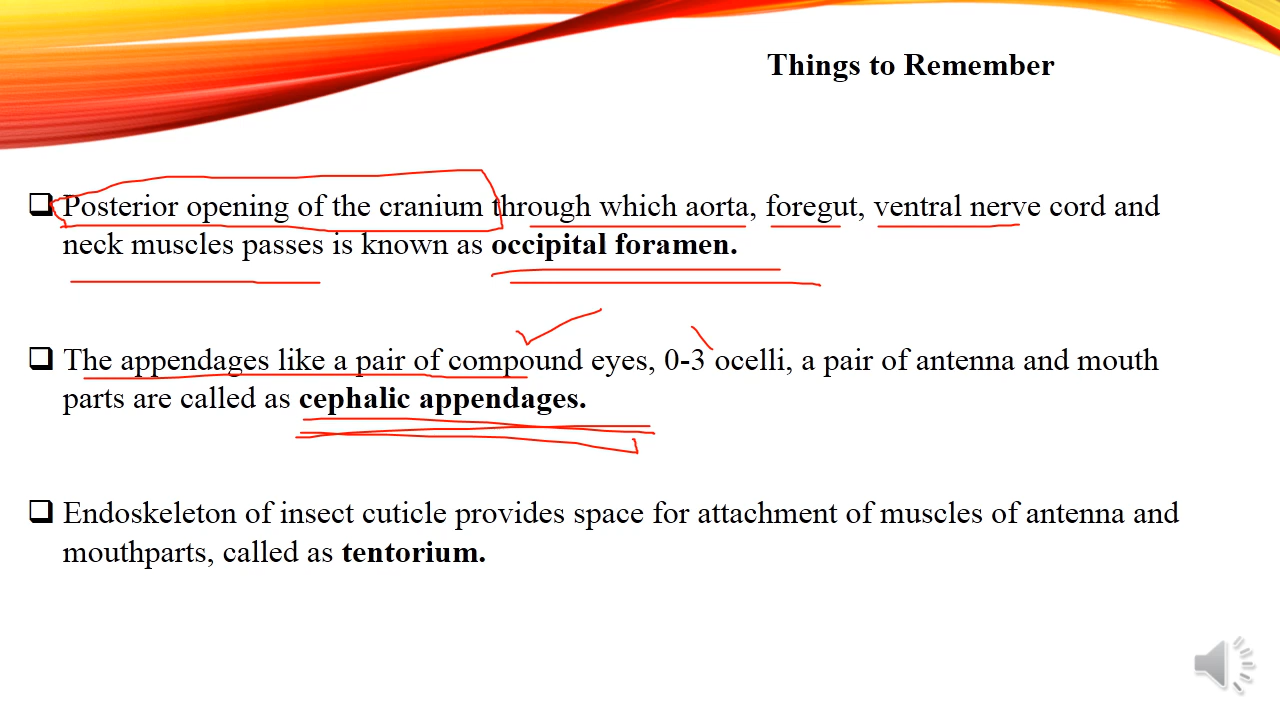 Things to Remember
Posterior opening of the cranium through which aorta, foregut, ventral nerve cord and
neck muscles passes is known as occipital foramen.
The appendages like a pair of compound eyes, 0-3 ocelli, a pair of antenna and mouth
parts are called as cephalic appendages.
Endoskeleton of insect cuticle provides space for attachment of muscles of antenna and
mouthparts, called as tentorium.